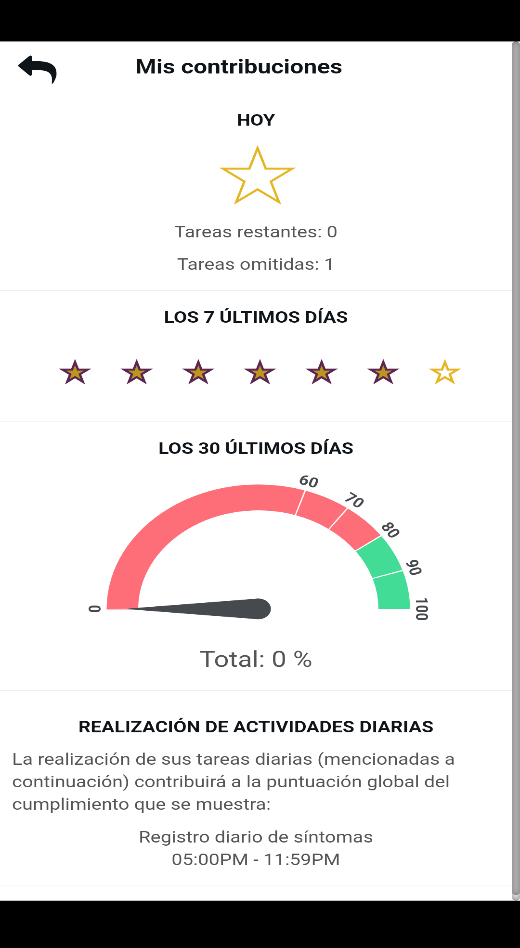 Mis contribuciones
HOY
Tareas restantes: 0
Tareas omitidas: 1
LOS 7 ÚLTIMOS DÍAS
LOS 30 ÚLTIMOS DÍAS
0
60
70
80
90
100
Total: 0 %
REALIZACIÓN DE ACTIVIDADES DIARIAS
La realización de sus tareas diarias (mencionadas a
continuación) contribuirá a la puntuación global del
cumplimiento que se muestra:
Registro diario de síntomas
05:00PM - 11:59PM